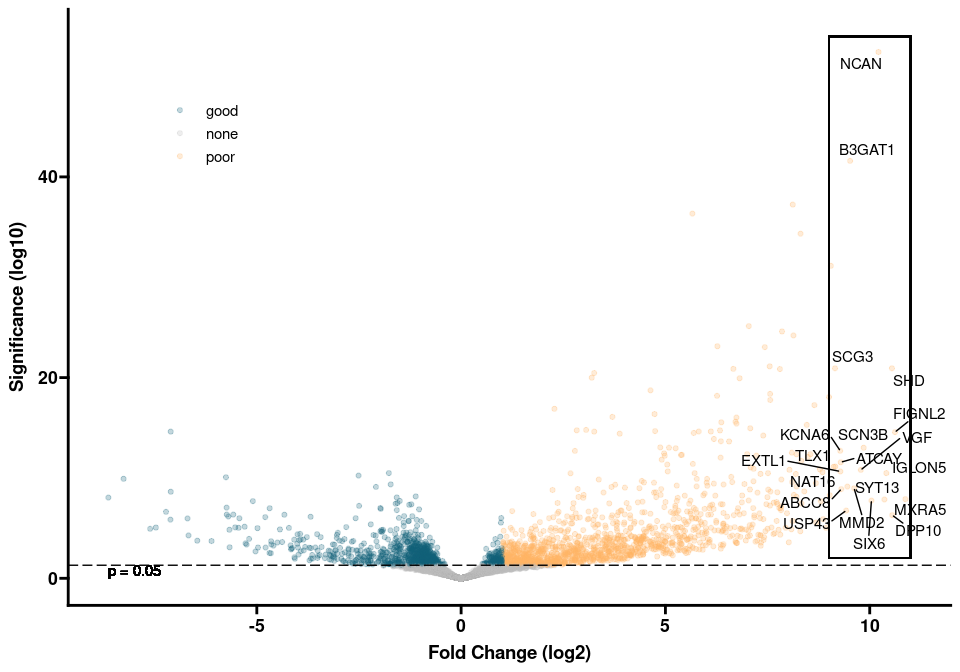 NCAN
good
none
poor
B3GAT1
40
Significance (log10)
SCG3
20
SHD
FIGNL2
KCNA6
SCN3B
VGF
TLX1
EXTL1
ATCAY
IGLON5
NAT16
SYT13
ABCC8
MXRA5
USP43
MMD2
DPP10
SIX6
p = 0.05
0
-5
0
5
10
Fold Change (log2)